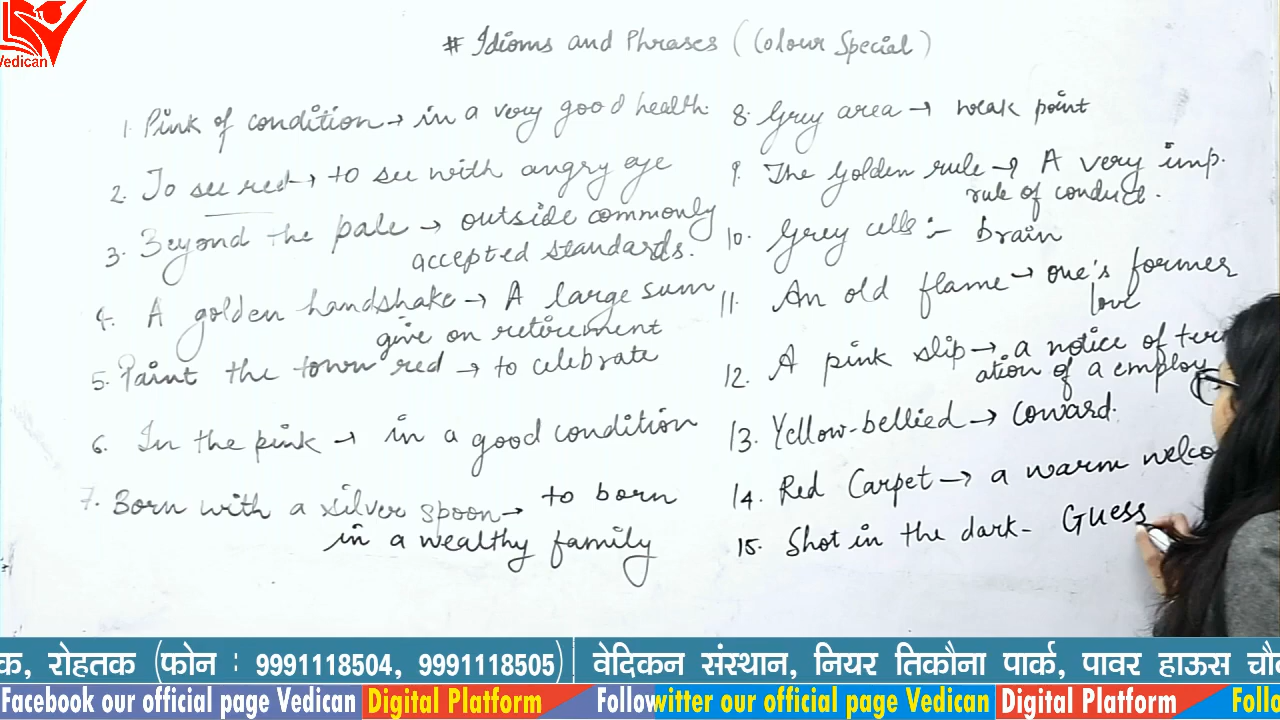 Vedican
# Idioms and Phrases (Colour Special)
1. Pink of condition → in a very good health.
2. To see red → to see with angry eye
3. Beyond the pale → outside commonly
accepted standards.
4. A golden handshake → A large sum
give on retirement
5. Paint the town red → to celebrate
6. In the pink → in a good condition
7. Born with a silver spoon → to born
in a wealthy family
8. Grey area → weak point
9. The golden rule → A very imp.
rule of conduct.
10. Grey cells :- brain
11. An old flame → one's former
love
12. A pink slip → a notice of ter
ation of a employ
13. Yellow-bellied → Coward.
14. Red Carpet → a warm welco
15. Shot in the dark - Guess
क, रोहतक (फोन : 9991118504, 9991118505) | वेदिकन संस्थान, नियर तिकौना पार्क, पावर हाऊस चौ
Facebook our official page Vedican Digital Platform Follow witter our official page Vedican Digital Platform Follo